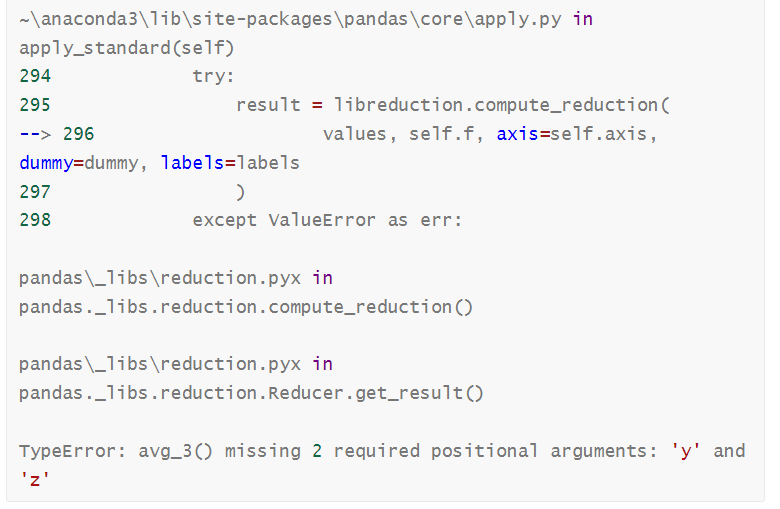 ~\anaconda3\lib\site-packages\pandas\core\apply.py in
apply_standard(self)
294             try:
295                 result = libreduction.compute_reduction(
--> 296                     values, self.f, axis=self.axis,
dummy=dummy, labels=labels
297                 )
298             except ValueError as err:

pandas\_libs\reduction.pyx in
pandas._libs.reduction.compute_reduction()

pandas\_libs\reduction.pyx in
pandas._libs.reduction.Reducer.get_result()

TypeError: avg_3() missing 2 required positional arguments: 'y' and
'z'